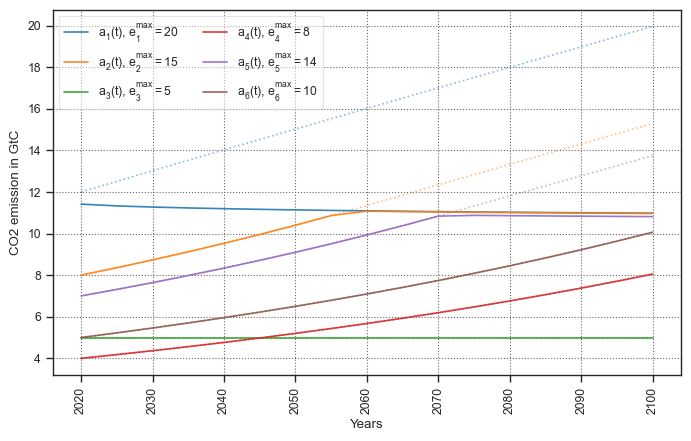 20
18
16
14
12
10
8
6
4
CO2 emission in GtC
a₁(t), e₁ᵐᵃˣ = 20
a₂(t), e₂ᵐᵃˣ = 15
a₃(t), e₃ᵐᵃˣ = 5
a₄(t), e₄ᵐᵃˣ = 8
a₅(t), e₅ᵐᵃˣ = 14
a₆(t), e₆ᵐᵃˣ = 10
2020 2030 2040 2050 2060 2070 2080 2090 2100
Years